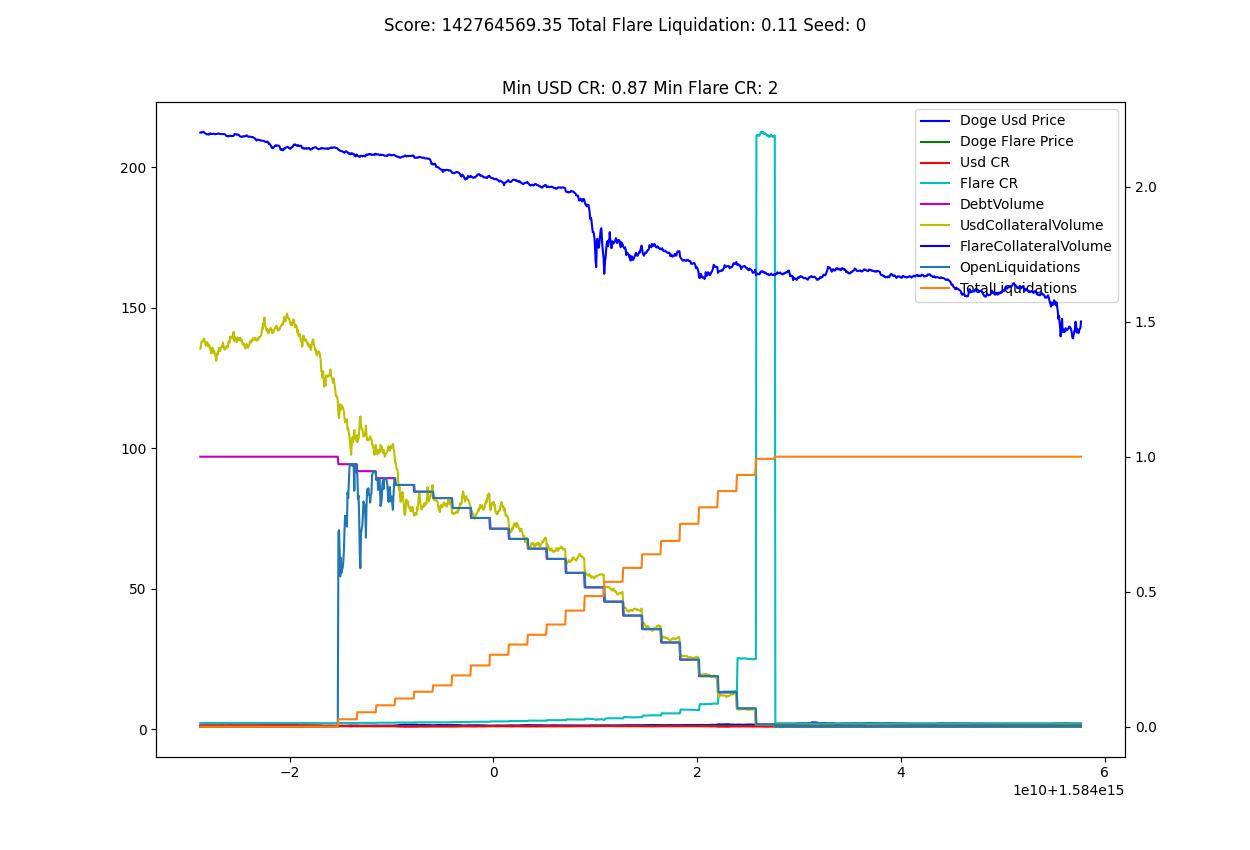 Score: 142764569.35 Total Flare Liquidation: 0.11 Seed: 0
Min USD CR: 0.87 Min Flare CR: 2
Doge Usd Price
Doge Flare Price
Usd CR
Flare CR
DebtVolume
UsdCollateralVolume
FlareCollateralVolume
OpenLiquidations
TotalLiquidations
200
150
100
50
0
2.0
1.5
1.0
0.5
0.0
−2
0
2
4
6
1e10+1.584e15